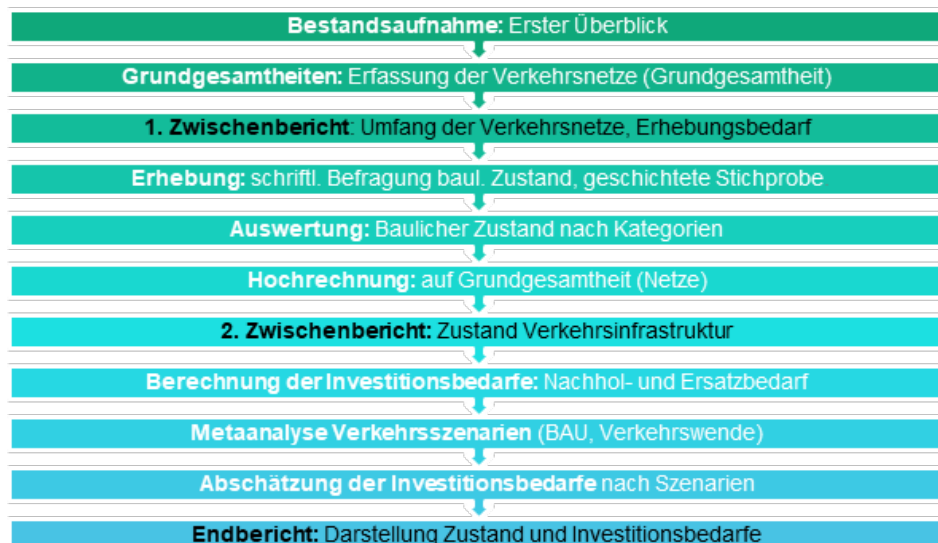 Bestandsaufnahme: Erster Überblick
Grundgesamtheiten: Erfassung der Verkehrsnetze (Grundgesamtheit)
1. Zwischenbericht: Umfang der Verkehrsnetze, Erhebungsbedarf
Erhebung: schriftl. Befragung baul. Zustand, geschichtete Stichprobe
Auswertung: Baulicher Zustand nach Kategorien
Hochrechnung: auf Grundgesamtheit (Netze)
2. Zwischenbericht: Zustand Verkehrsinfrastruktur
Berechnung der Investitionsbedarfe: Nachhol- und Ersatzbedarf
Metaanalyse Verkehrsszenarien (BAU, Verkehrswende)
Abschätzung der Investitionsbedarfe nach Szenarien
Endbericht: Darstellung Zustand und Investitionsbedarfe